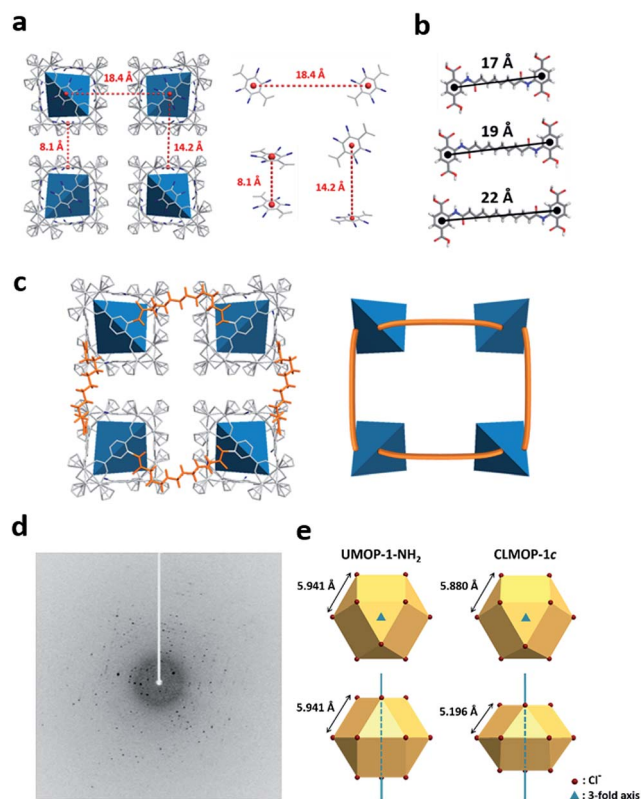 a
18.4 Å
8.1 Å
14.2 Å
18.4 Å
8.1 Å
14.2 Å
b
17 Å
19 Å
22 Å
c
d
e
UMOP-1-NH₂
CLMOP-1c
5.941 Å
5.880 Å
5.941 Å
5.196 Å
: Cl⁻
: 3-fold axis